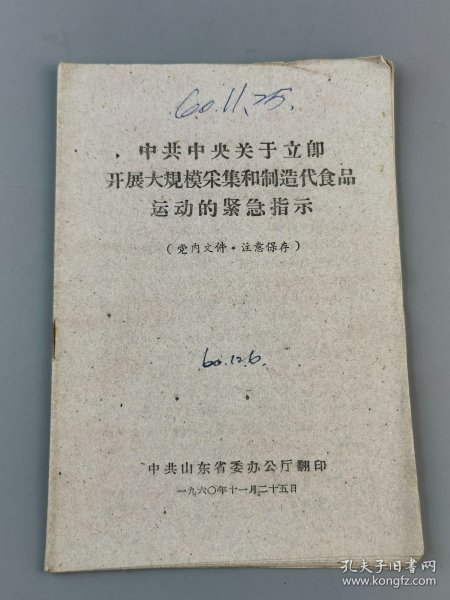 60.11.25.
中共中央关于立即
开展大規模采集和制造代食品
运动的紧急指示
（党内文件·注意保存）
60.12.6.
中共山东省委办公厅翻印
一九六〇年十一月二十五日
孔夫子旧书网
www.kongfz.com